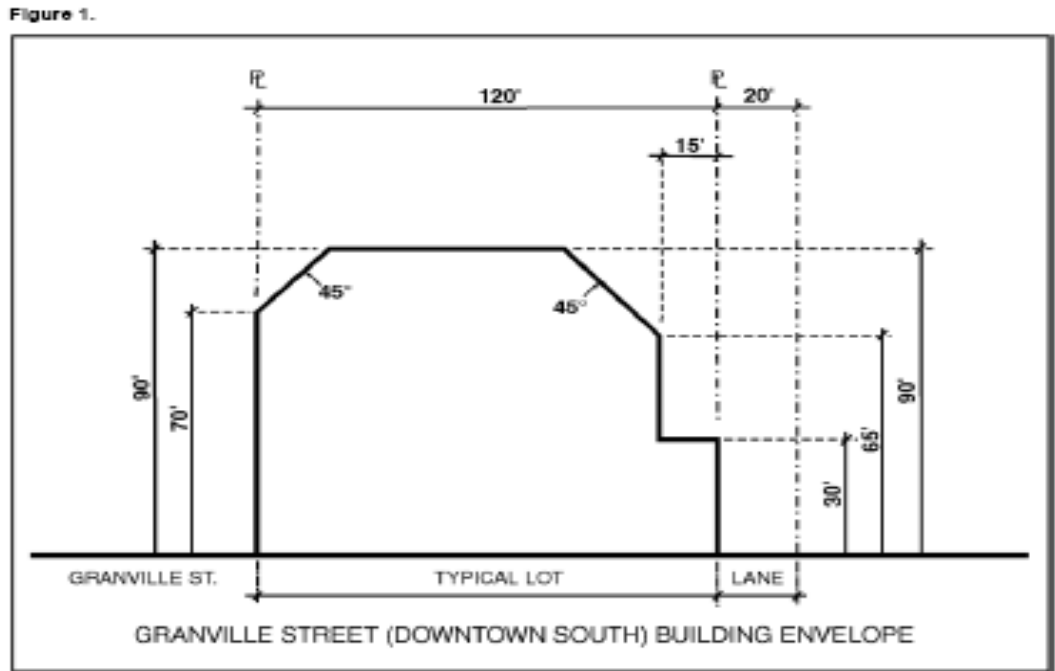 Figure 1.
PL
PL
120'
20'
15'
45°
45°
90'
70'
90'
65'
30'
GRANVILLE ST.
TYPICAL LOT
LANE
GRANVILLE STREET (DOWNTOWN SOUTH) BUILDING ENVELOPE